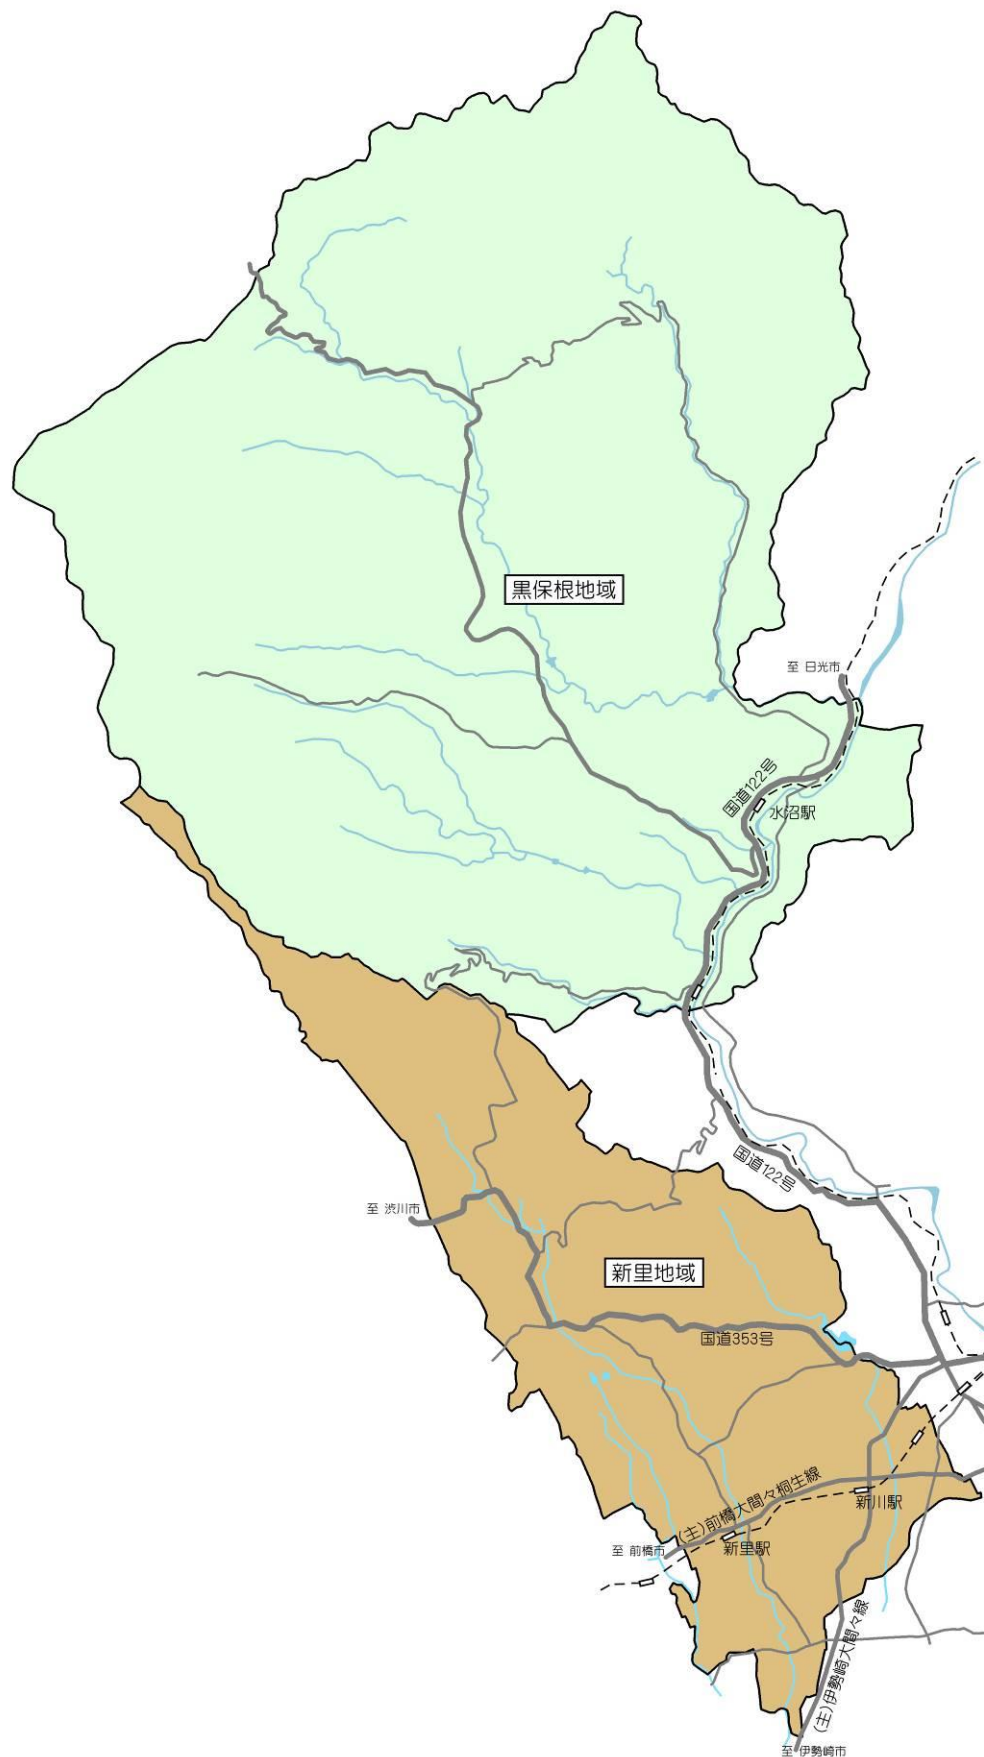 黒保根地域
至 日光市
国道122号
水沼駅
国道122号
至 渋川市
新里地域
国道353号
(主)前橋大間々桐生線
新川駅
至 前橋市
新里駅
(主)伊勢崎大間々線
至 伊勢崎市